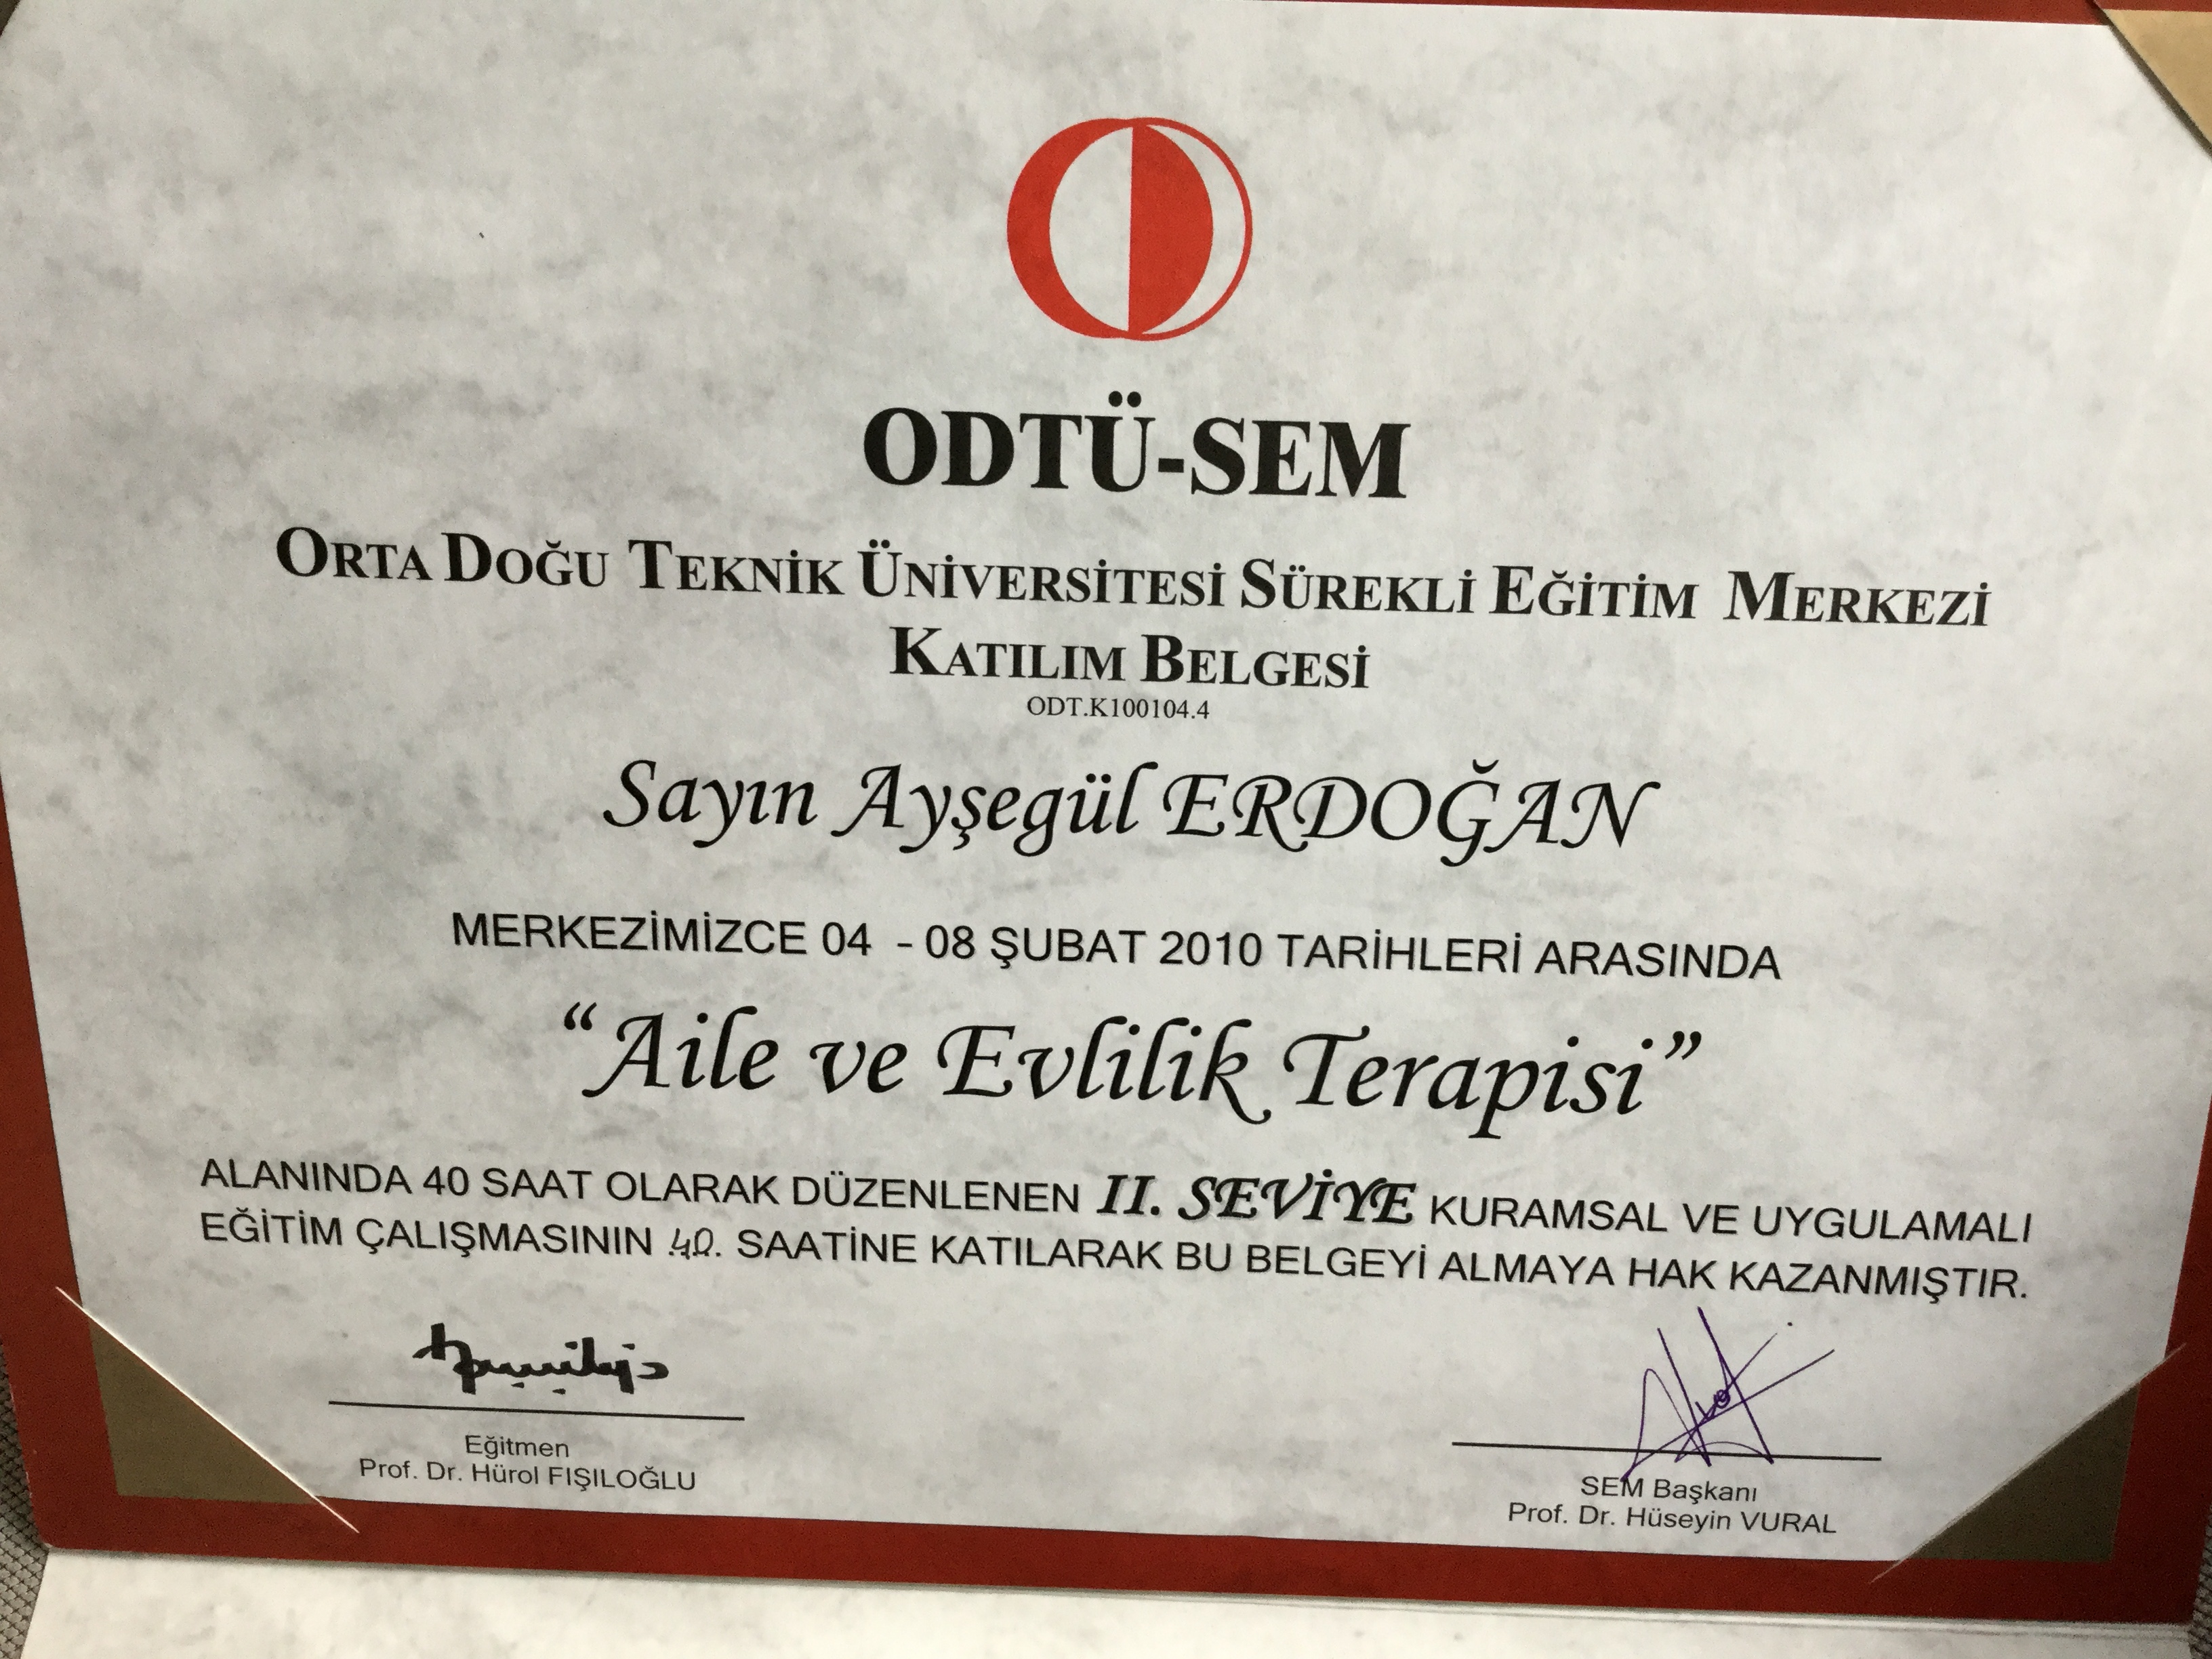 ODTÜ-SEM
ORTA DOĞU TEKNİK ÜNİVERSİTESİ SÜREKLİ EĞİTİM MERKEZİ
KATILIM BELGESİ
ODT.K100104.4
Sayın Ayşegül ERDOĞAN
MERKEZİMİZCE 04 - 08 ŞUBAT 2010 TARİHLERİ ARASINDA
“Aile ve Evlilik Terapisi”
ALANINDA 40 SAAT OLARAK DÜZENLENEN II. SEVİYE KURAMSAL VE UYGULAMALI
EĞİTİM ÇALIŞMASININ .40. SAATİNE KATILARAK BU BELGEYİ ALMAYA HAK KAZANMIŞTIR.
Eğitmen
Prof. Dr. Hürol FIŞILOĞLU
SEM Başkanı
Prof. Dr. Hüseyin VURAL